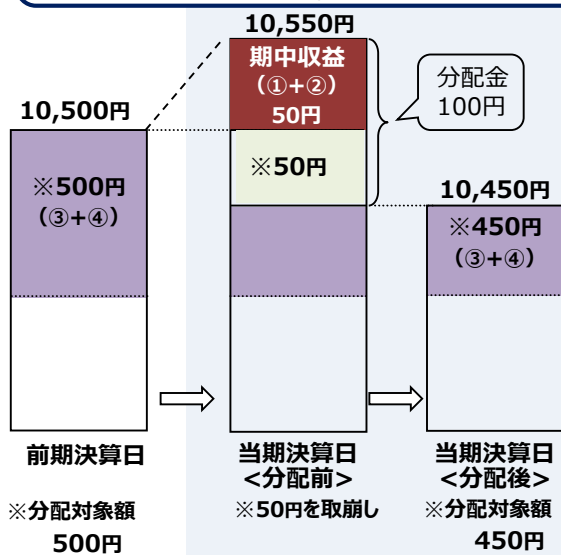 10,550円
期中収益
（①+②）
50円
分配金
100円
10,500円
※500円
（③+④）
※50円
10,450円
※450円
（③+④）
前期決算日
当期決算日
<分配前>
当期決算日
<分配後>
※分配対象額
500円
※50円を取崩し
※分配対象額
450円